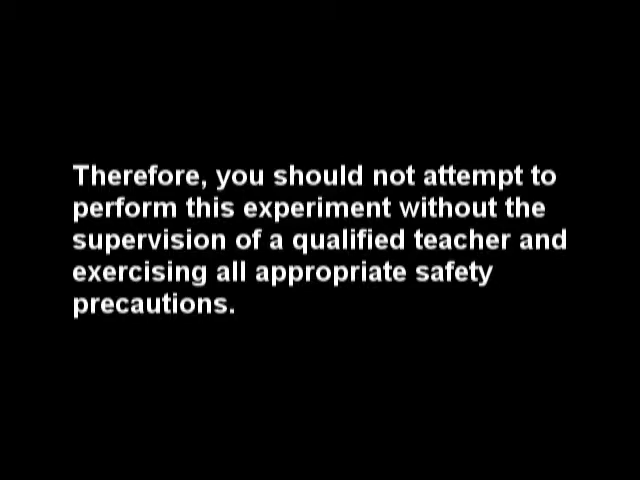 Therefore, you should not attempt to
perform this experiment without the
supervision of a qualified teacher and
exercising all appropriate safety
precautions.